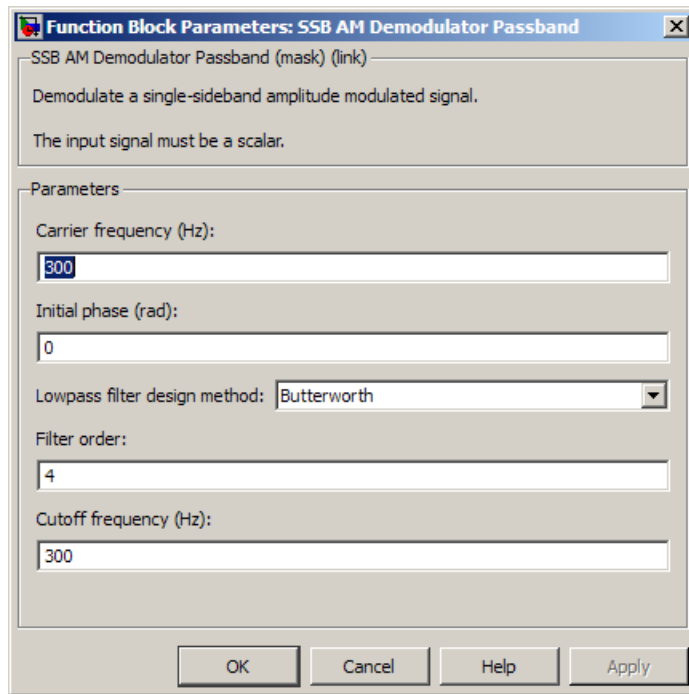 Function Block Parameters: SSB AM Demodulator Passband
SSB AM Demodulator Passband (mask) (link)
Demodulate a single-sideband amplitude modulated signal.
The input signal must be a scalar.
Parameters
Carrier frequency (Hz):
300
Initial phase (rad):
0
Lowpass filter design method: Butterworth
Filter order:
4
Cutoff frequency (Hz):
300
OK Cancel Help Apply